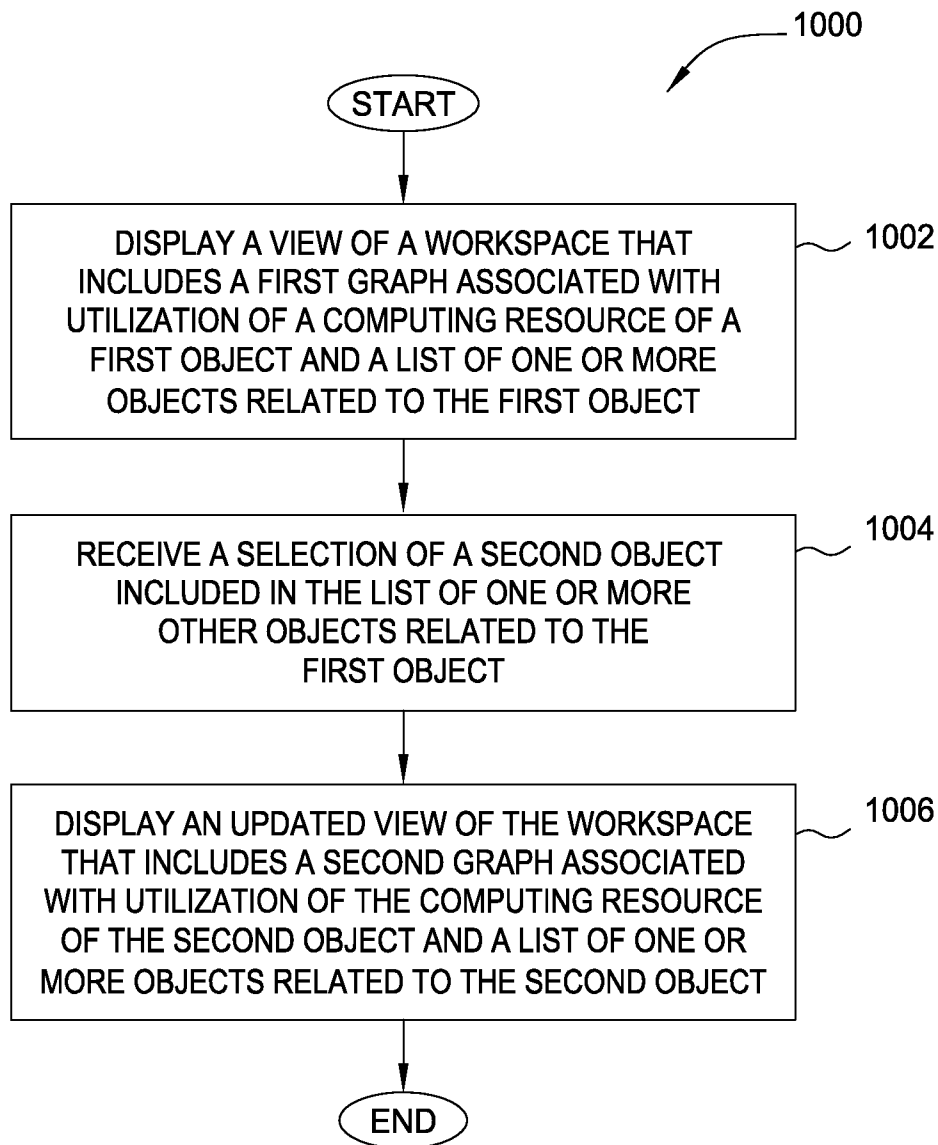 1000
START
DISPLAY A VIEW OF A WORKSPACE THAT
INCLUDES A FIRST GRAPH ASSOCIATED WITH
UTILIZATION OF A COMPUTING RESOURCE OF A
FIRST OBJECT AND A LIST OF ONE OR MORE
OBJECTS RELATED TO THE FIRST OBJECT
1002
RECEIVE A SELECTION OF A SECOND OBJECT
INCLUDED IN THE LIST OF ONE OR MORE
OTHER OBJECTS RELATED TO THE
FIRST OBJECT
1004
DISPLAY AN UPDATED VIEW OF THE WORKSPACE
THAT INCLUDES A SECOND GRAPH ASSOCIATED
WITH UTILIZATION OF THE COMPUTING RESOURCE
OF THE SECOND OBJECT AND A LIST OF ONE OR
MORE OBJECTS RELATED TO THE SECOND OBJECT
1006
END